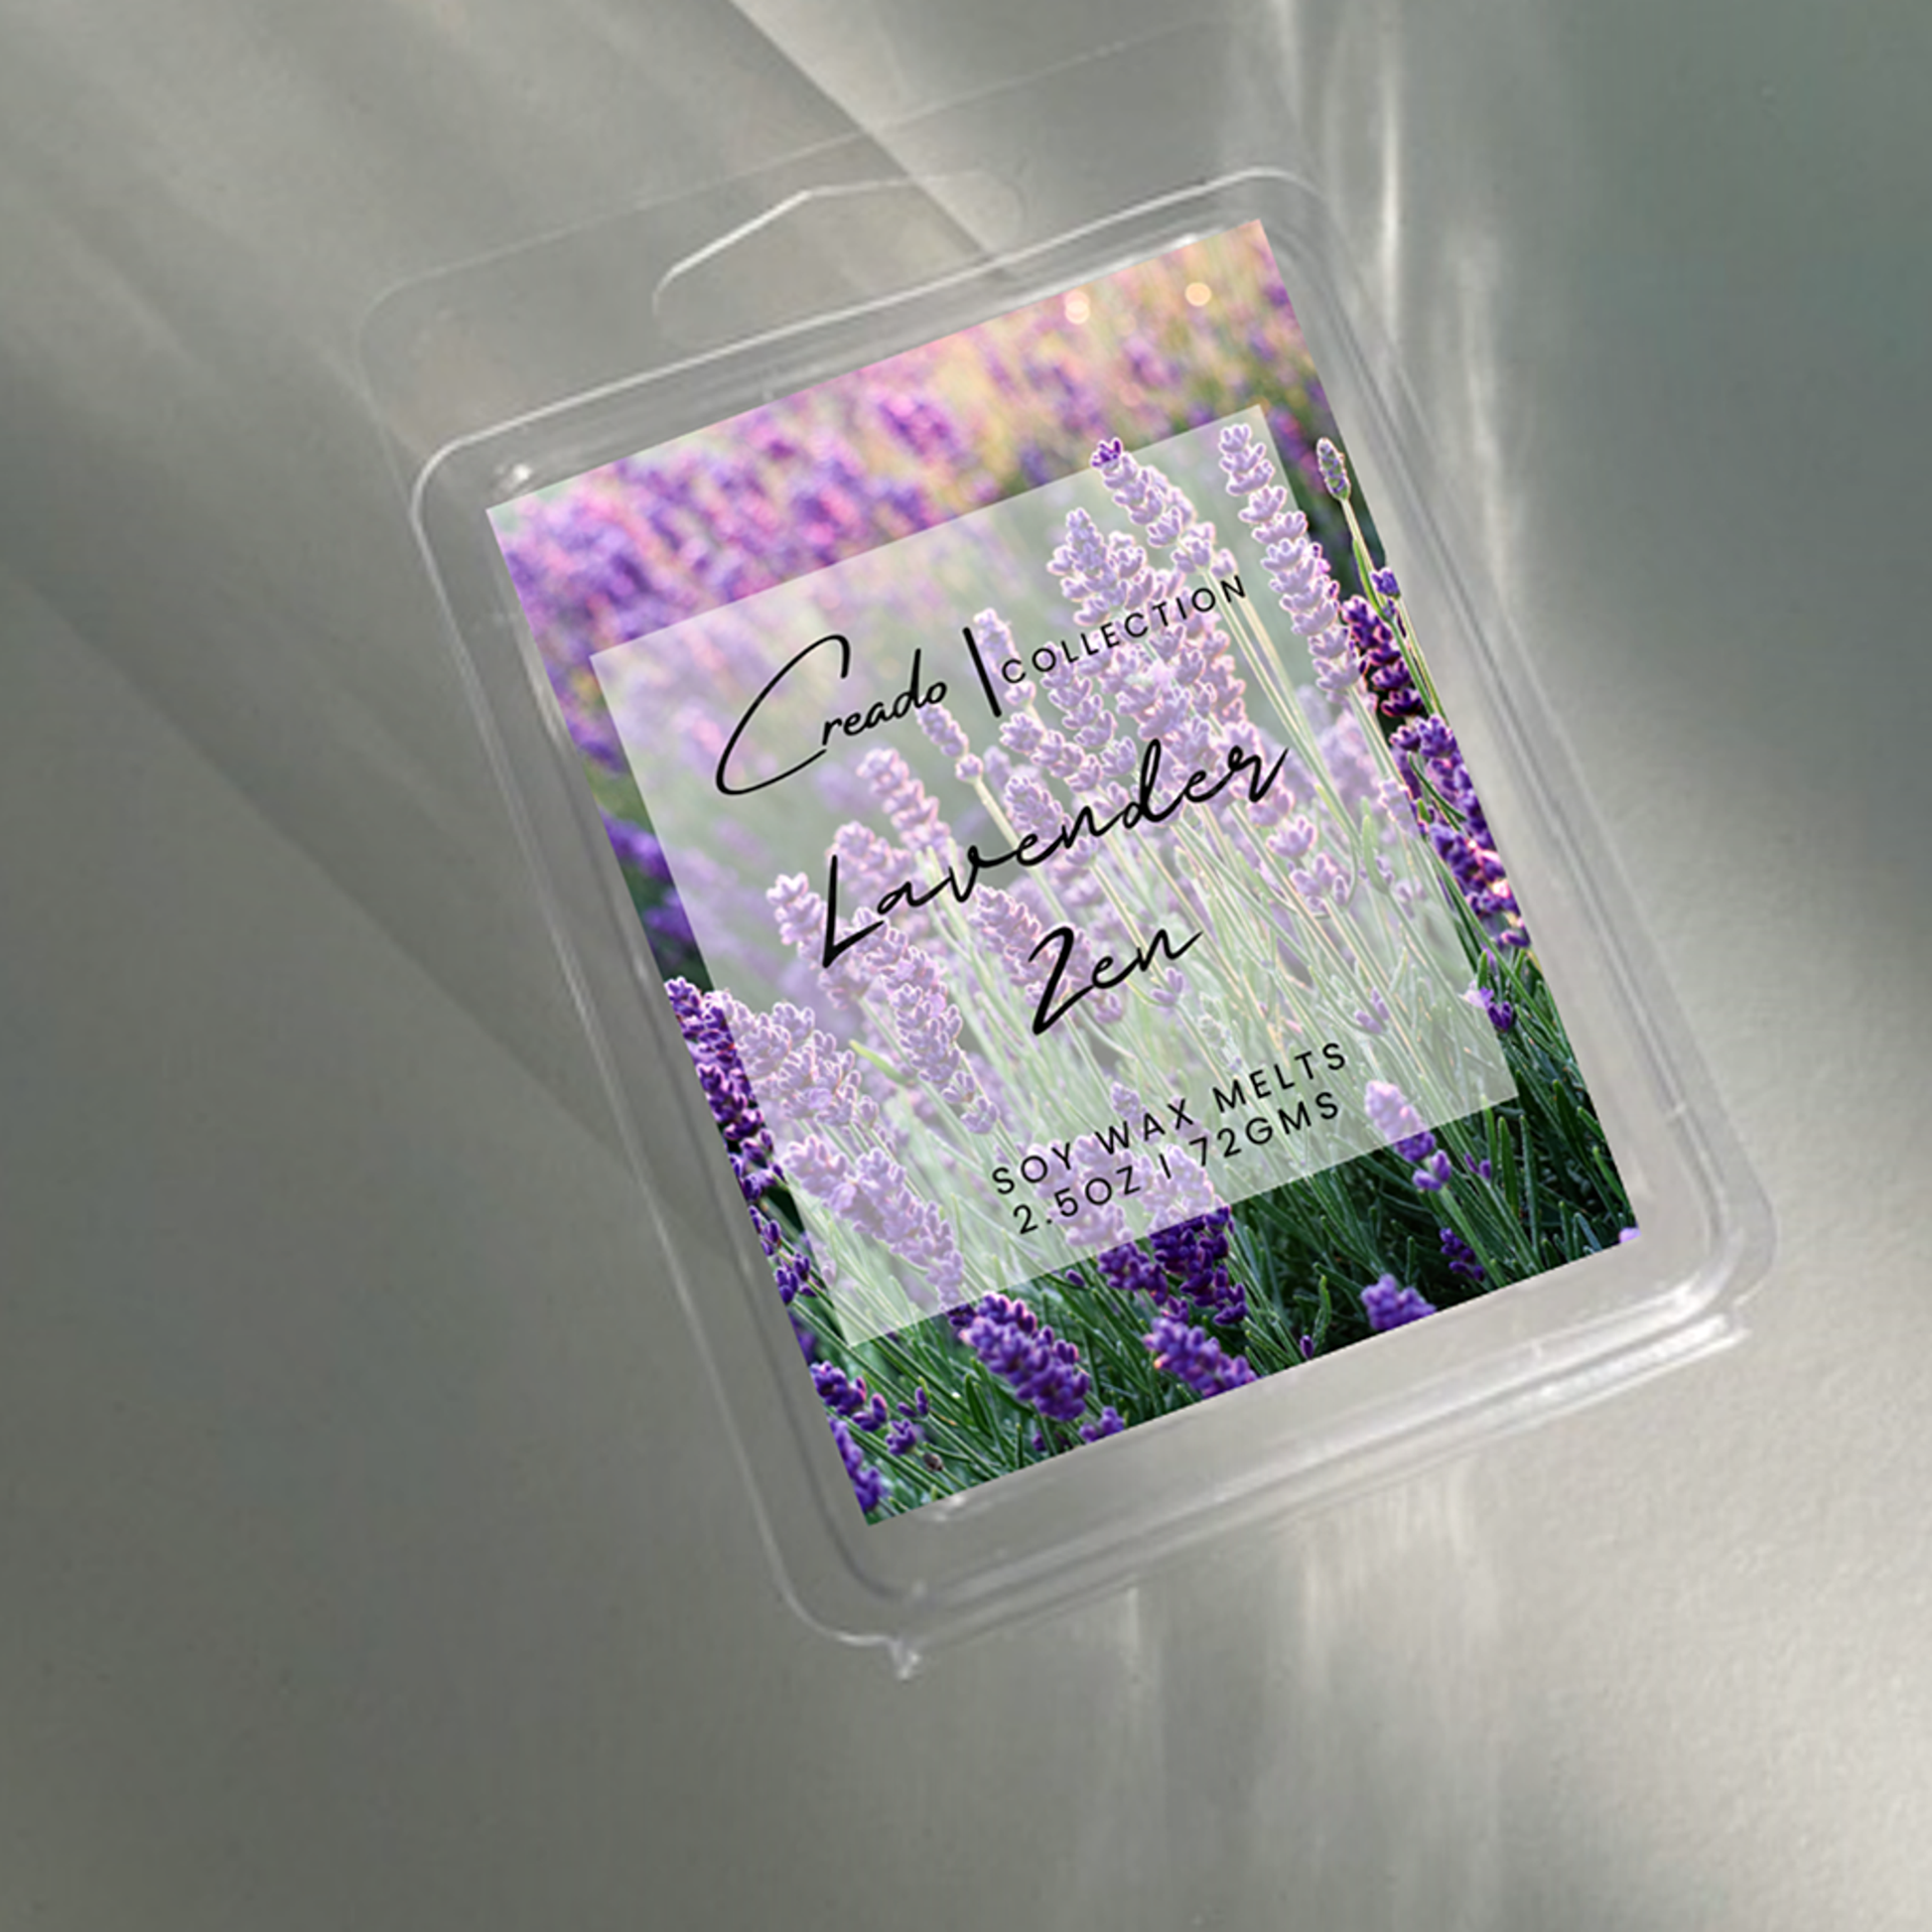 Creado | COLLECTION
Lavender
Zen
SOY WAX MELTS
2.5OZ | 72GMS